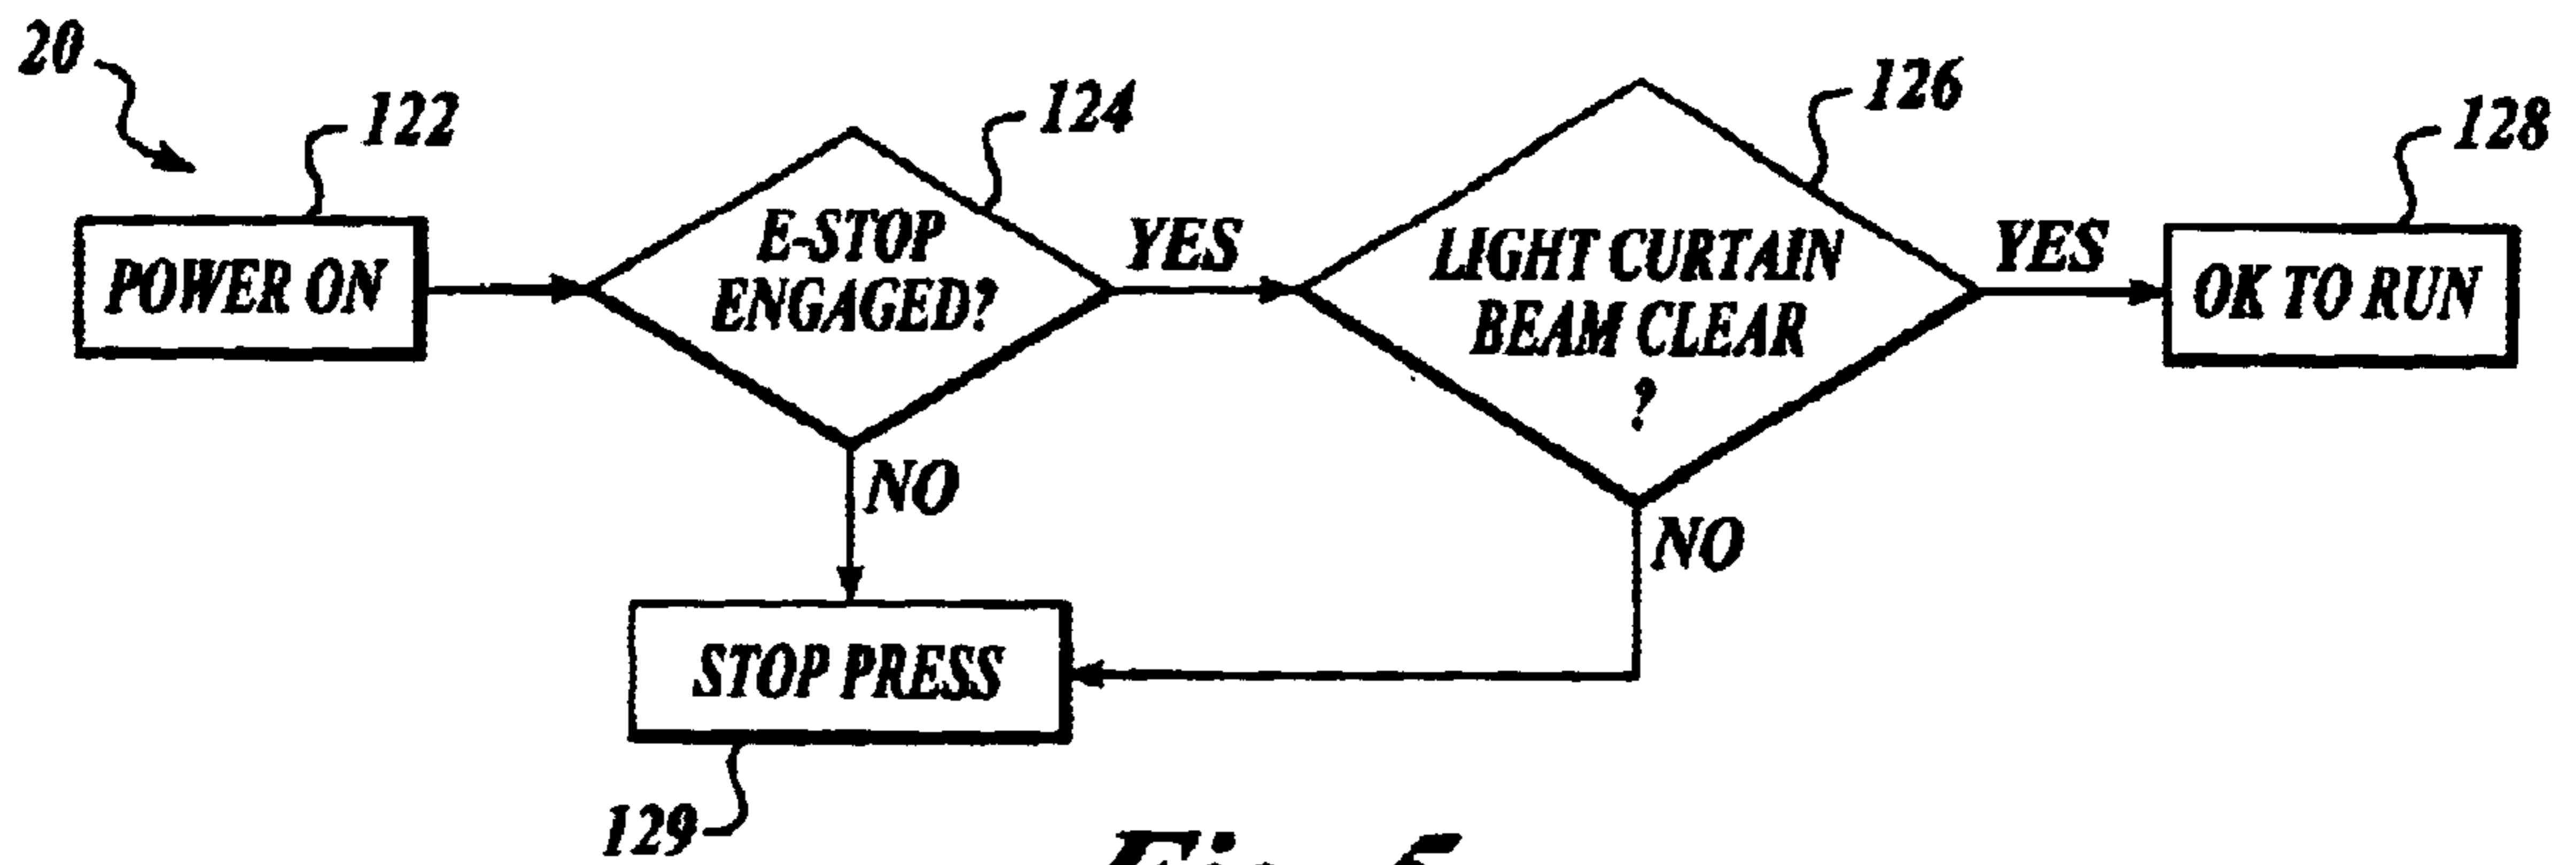 20
122
124
126
128
POWER ON
E-STOP
ENGAGED?
YES
LIGHT CURTAIN
BEAM CLEAR
?
YES
OK TO RUN
NO
NO
STOP PRESS
129